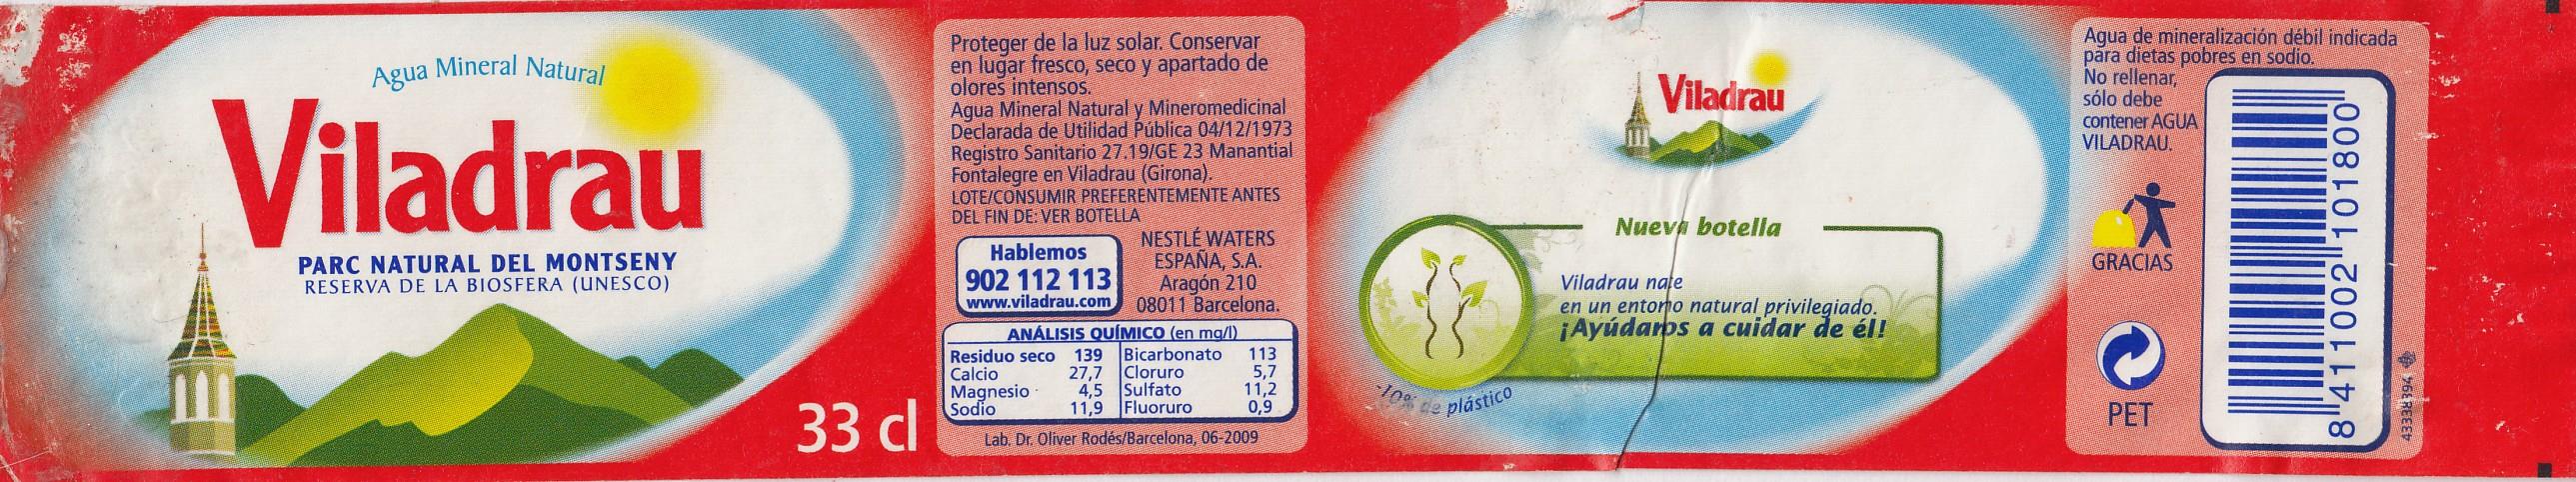 Agua Mineral Natural
Viladrau
PARC NATURAL DEL MONTSENY
RESERVA DE LA BIOSFERA (UNESCO)
33 cl
Proteger de la luz solar. Conservar
en lugar fresco, seco y apartado de
olores intensos.
Agua Mineral Natural y Mineromedicinal
Declarada de Utilidad Pública 04/12/1973
Registro Sanitario 27.19/GE 23 Manantial
Fontalegre en Viladrau (Girona).
LOTE/CONSUMIR PREFERENTEMENTE ANTES
DEL FIN DE: VER BOTELLA
Hablemos
902 112 113
www.viladrau.com
NESTLÉ WATERS
ESPAÑA, S.A.
Aragón 210
08011 Barcelona.
ANÁLISIS QUÍMICO (en mg/l)
Residuo seco 139 Bicarbonato 113
Calcio 27,7 Cloruro 5,7
Magnesio 4,5 Sulfato 11,2
Sodio 11,9 Fluoruro 0,9
Lab. Dr. Oliver Rodés/Barcelona, 06-2009
Viladrau
Nueva botella
Viladrau nace
en un entorno natural privilegiado.
¡Ayúdanos a cuidar de él!
-10% de plástico
Agua de mineralización débil indicada
para dietas pobres en sodio.
No rellenar,
sólo debe
contener AGUA
VILADRAU.
GRACIAS
PET
8 411002 101800
43383394